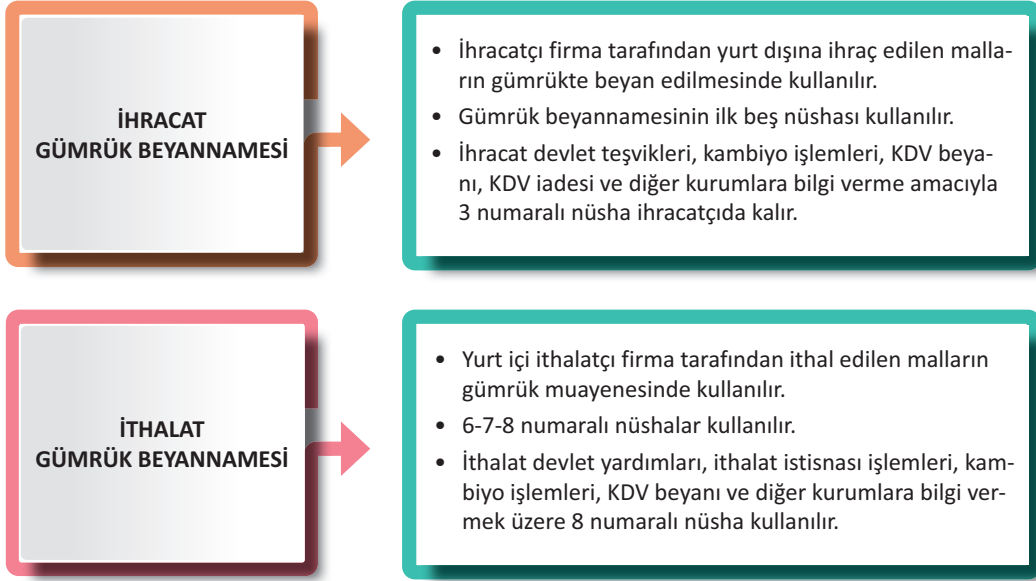 İHRACAT
GÜMRÜK BEYANNAMESİ
• İhracatçı firma tarafından yurt dışına ihraç edilen malla-
rın gümrükte beyan edilmesinde kullanılır.
• Gümrük beyannamesinin ilk beş nüshası kullanılır.
• İhracat devlet teşvikleri, kambiyo işlemleri, KDV beya-
nı, KDV iadesi ve diğer kurumlara bilgi verme amacıyla
3 numaralı nüsha ihracatçıda kalır.
İTHALAT
GÜMRÜK BEYANNAMESİ
• Yurt içi ithalatçı firma tarafından ithal edilen malların
gümrük muayenesinde kullanılır.
• 6-7-8 numaralı nüshalar kullanılır.
• İthalat devlet yardımları, ithalat istisnası işlemleri, kam-
biyo işlemleri, KDV beyanı ve diğer kurumlara bilgi ver-
mek üzere 8 numaralı nüsha kullanılır.